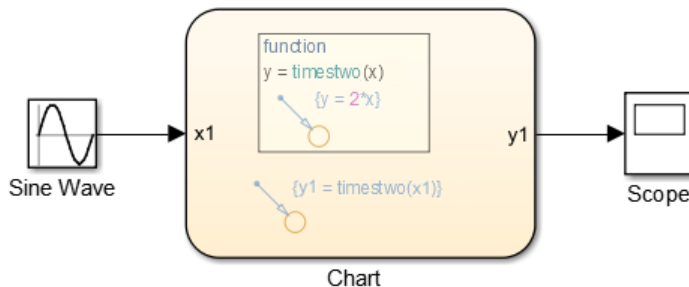 function
y = timestwo(x)
{y = 2*x}
x1
y1
{y1 = timestwo(x1)}
Sine Wave
Scope
Chart